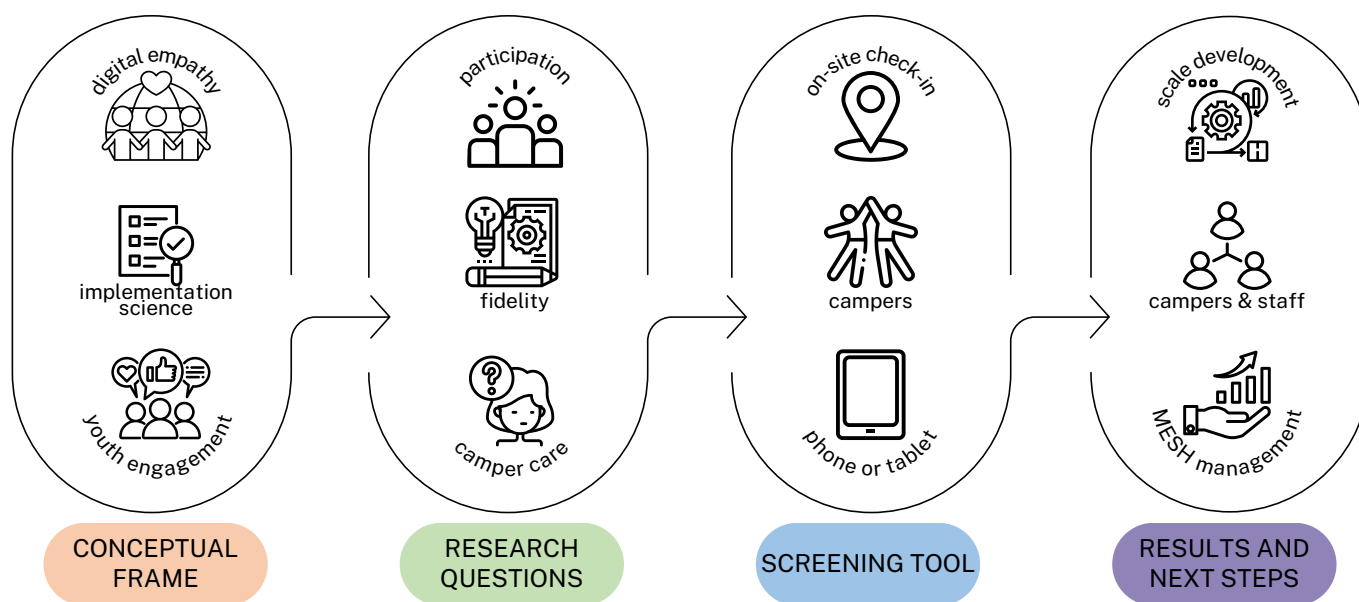 digital empathy
implementation
science
youth engagement
CONCEPTUAL
FRAME
participation
fidelity
camper care
RESEARCH
QUESTIONS
on-site check-in
campers
phone or tablet
SCREENING TOOL
scale development
campers & staff
MESH management
RESULTS AND
NEXT STEPS